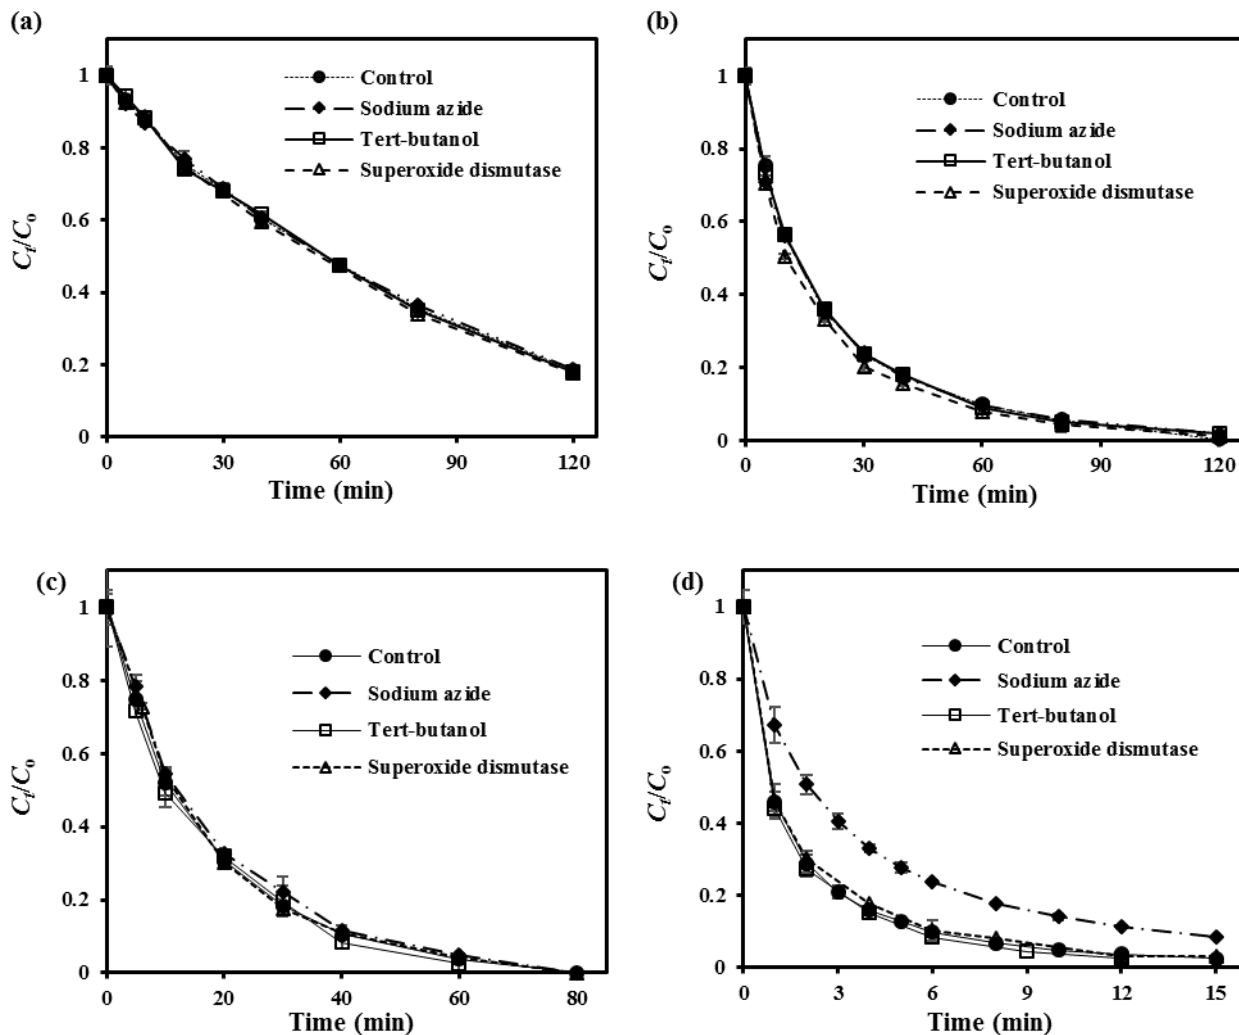 (a)
1
0.8
0.6
0.4
0.2
0
Control
Sodium azide
Tert-butanol
Superoxide dismutase
Ct/Co
0 30 60 90 120
Time (min)
(b)
1
0.8
0.6
0.4
0.2
0
Control
Sodium azide
Tert-butanol
Superoxide dismutase
Ct/Co
0 30 60 90 120
Time (min)
(c)
1
0.8
0.6
0.4
0.2
0
Control
Sodium azide
Tert-butanol
Superoxide dismutase
Ct/Co
0 20 40 60 80
Time (min)
(d)
1
0.8
0.6
0.4
0.2
0
Control
Sodium azide
Tert-butanol
Superoxide dismutase
Ct/Co
0 3 6 9 12 15
Time (min)